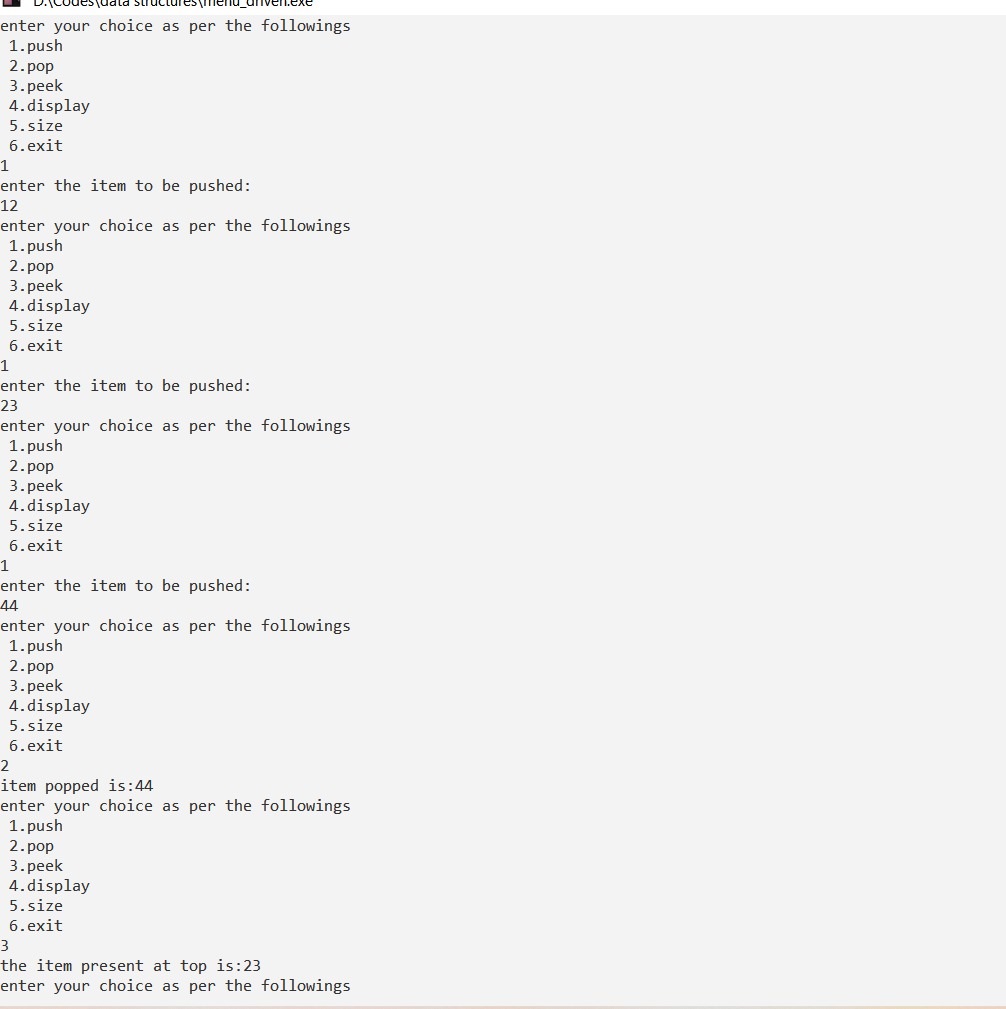 D:\Codes\data structures\menu_driven.exe
enter your choice as per the followings
 1.push
 2.pop
 3.peek
 4.display
 5.size
 6.exit
1
enter the item to be pushed:
12
enter your choice as per the followings
 1.push
 2.pop
 3.peek
 4.display
 5.size
 6.exit
1
enter the item to be pushed:
23
enter your choice as per the followings
 1.push
 2.pop
 3.peek
 4.display
 5.size
 6.exit
1
enter the item to be pushed:
44
enter your choice as per the followings
 1.push
 2.pop
 3.peek
 4.display
 5.size
 6.exit
2
item popped is:44
enter your choice as per the followings
 1.push
 2.pop
 3.peek
 4.display
 5.size
 6.exit
3
the item present at top is:23
enter your choice as per the followings